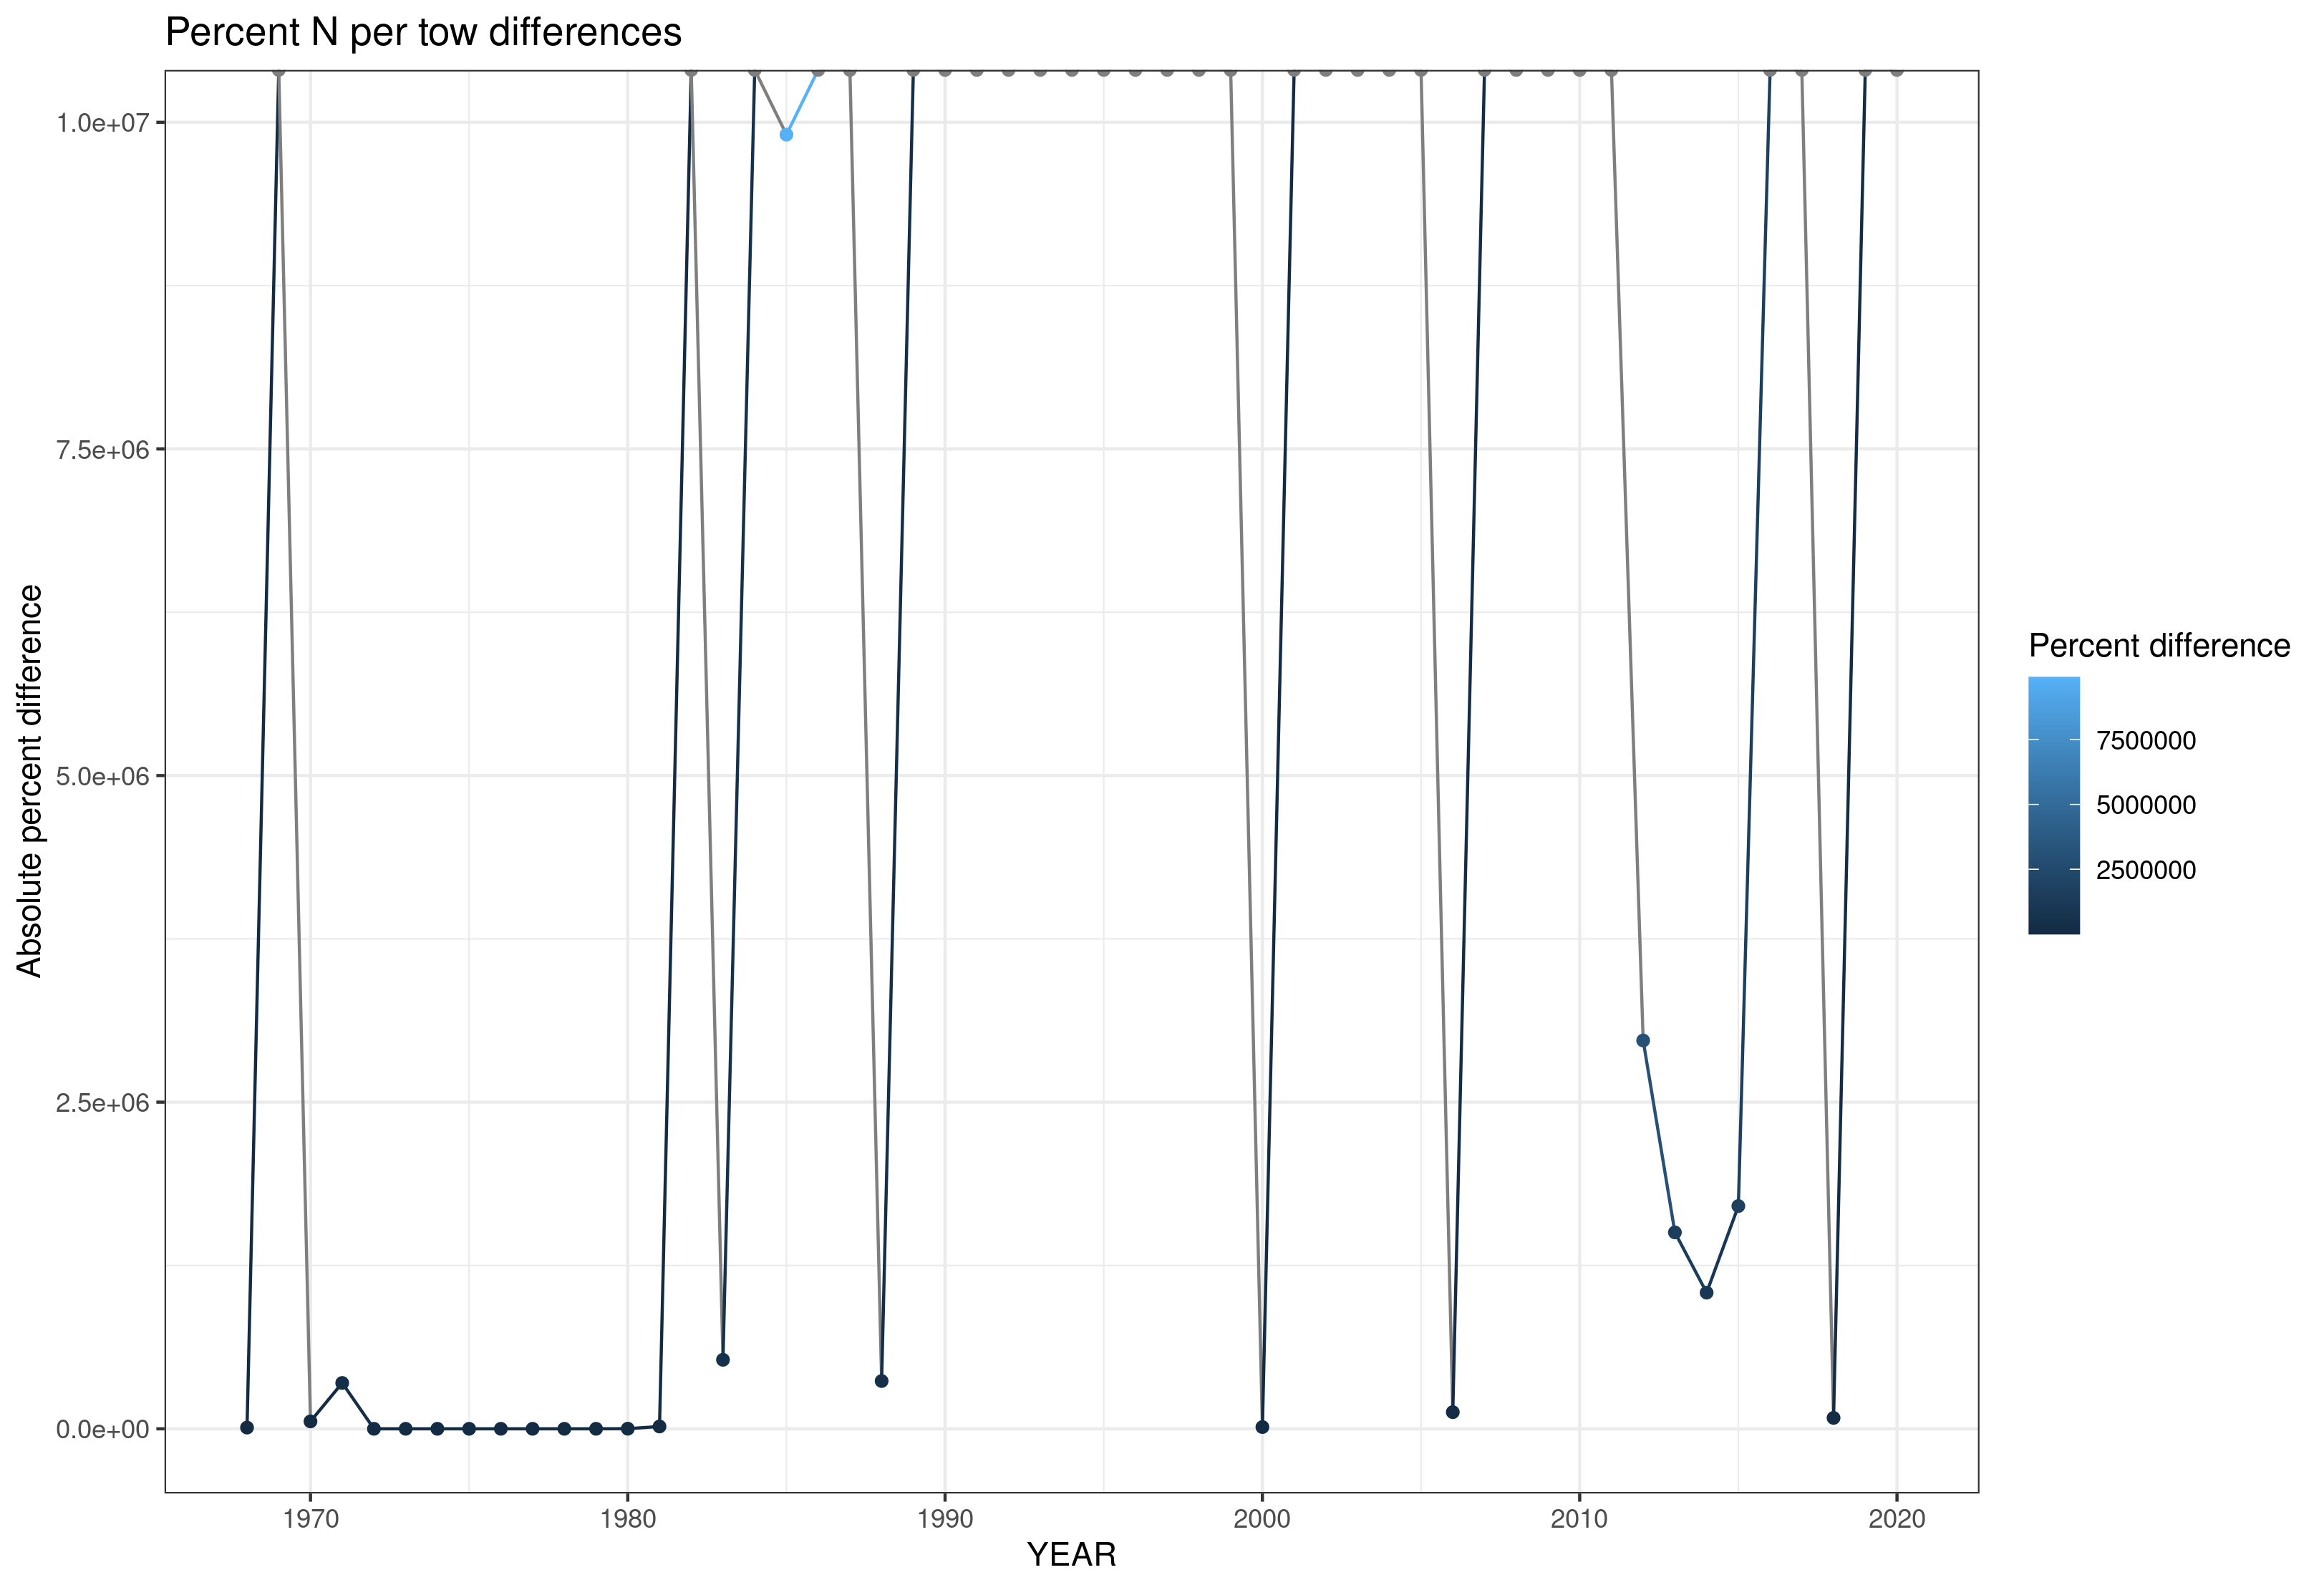 Percent N per tow differences
Absolute percent difference
1.0e+07
7.5e+06
5.0e+06
2.5e+06
0.0e+00
1970
1980
1990
2000
2010
2020
YEAR
Percent difference
7500000
5000000
2500000